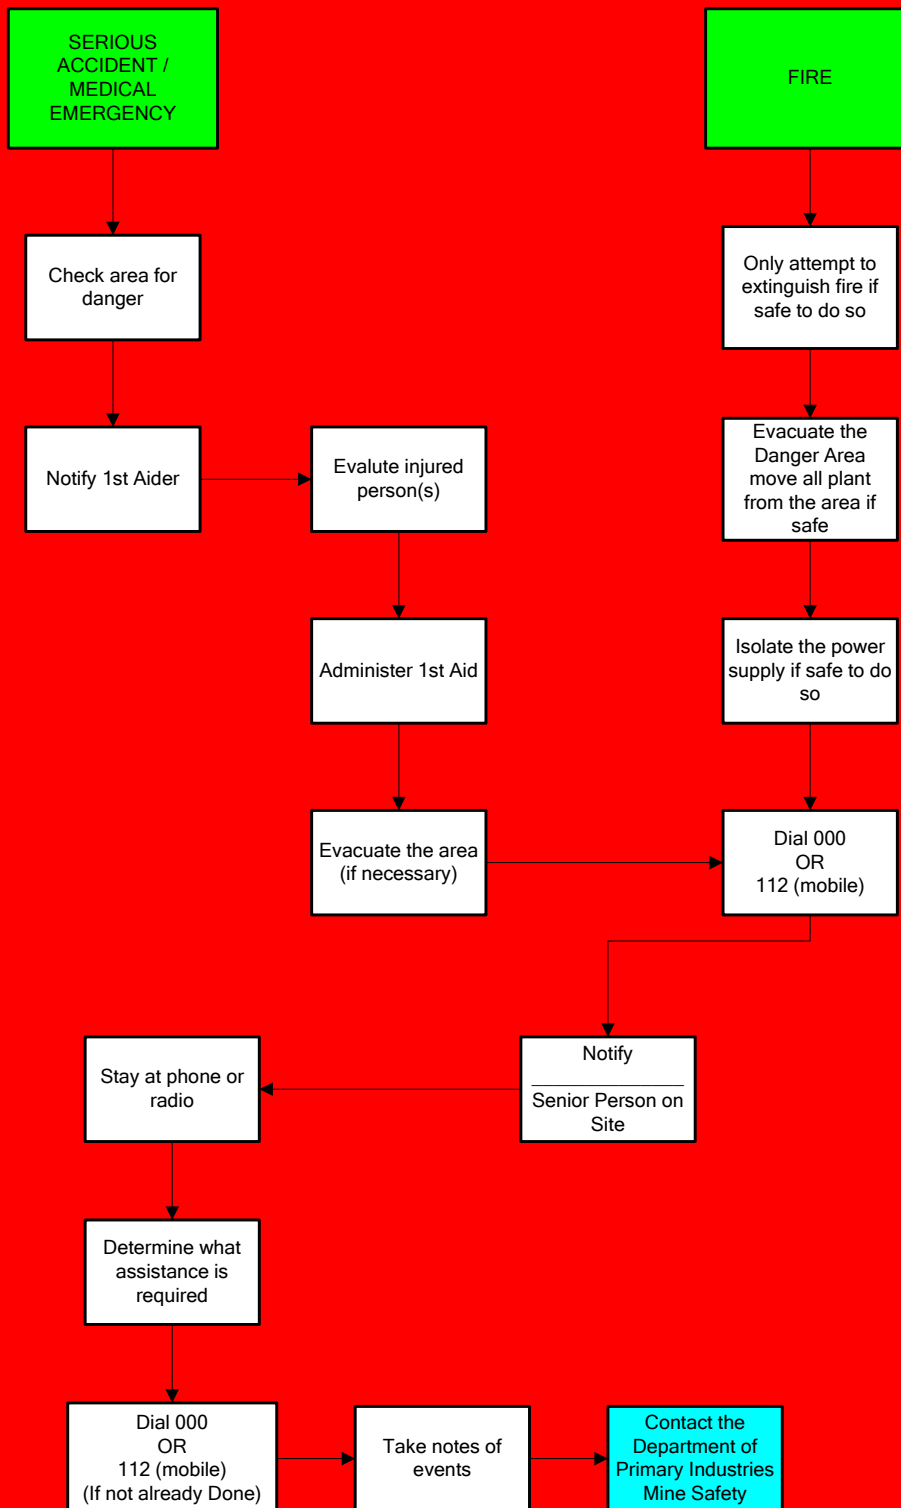 SERIOUS
ACCIDENT /
MEDICAL
EMERGENCY
FIRE
Check area for
danger
Only attempt to
extinguish fire if
safe to do so
Notify 1st Aider
Evalute injured
person(s)
Evacuate the
Danger Area
move all plant
from the area if
safe
Administer 1st Aid
Isolate the power
supply if safe to do
so
Evacuate the area
(if necessary)
Dial 000
OR
112 (mobile)
Notify
Senior Person on
Site
Stay at phone or
radio
Determine what
assistance is
required
Dial 000
OR
112 (mobile)
(If not already Done)
Take notes of
events
Contact the
Department of
Primary Industries
Mine Safety